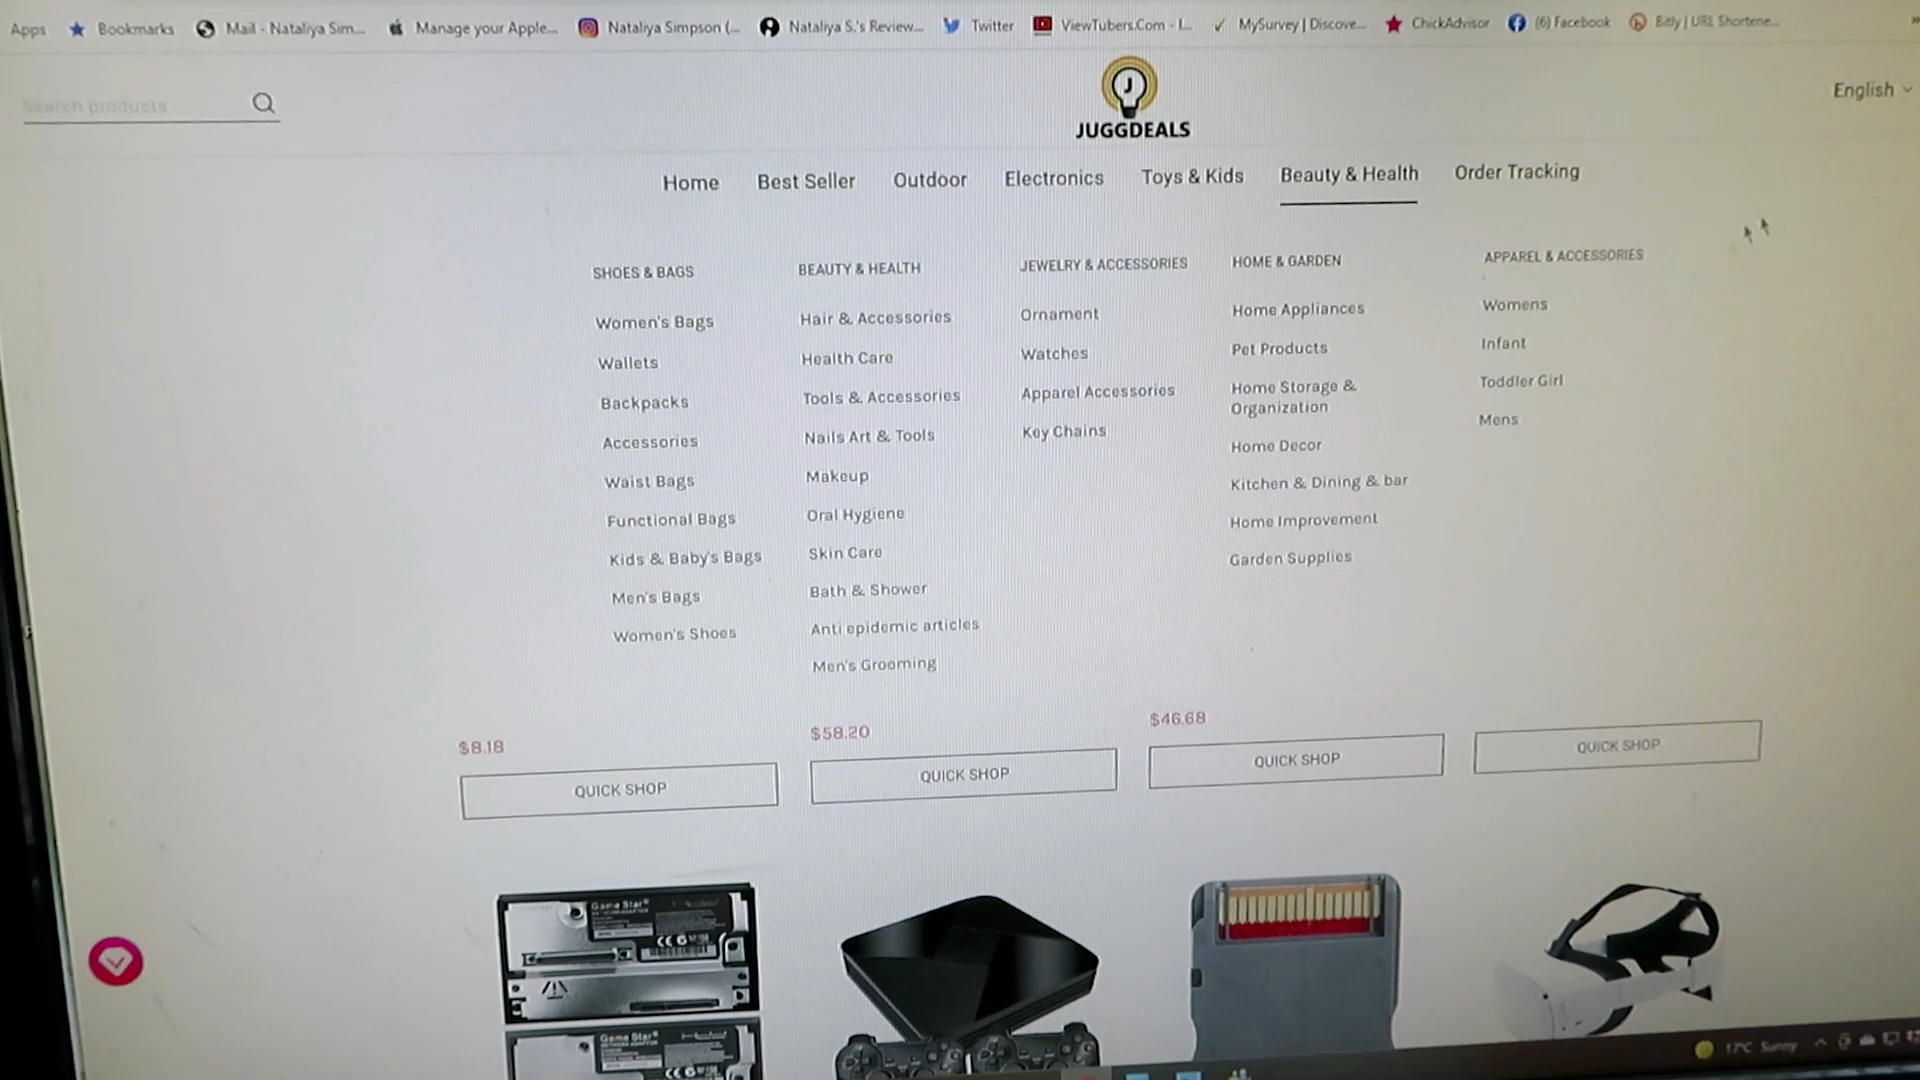 Apps Bookmarks Mail - Nataliya Sim... Manage your Apple... Nataliya Simpson (... Nataliya S.'s Review... Twitter ViewTubers.Com - I... MySurvey | Discove... ChickAdvisor (6) Facebook Bitly | URL Shortene...
Search products
J
JUGGDEALS
English
Home Best Seller Outdoor Electronics Toys & Kids Beauty & Health Order Tracking
SHOES & BAGS
Women's Bags
Wallets
Backpacks
Accessories
Waist Bags
Functional Bags
Kids & Baby's Bags
Men's Bags
Women's Shoes
BEAUTY & HEALTH
Hair & Accessories
Health Care
Tools & Accessories
Nails Art & Tools
Makeup
Oral Hygiene
Skin Care
Bath & Shower
Anti epidemic articles
Men's Grooming
JEWELRY & ACCESSORIES
Ornament
Watches
Apparel Accessories
Key Chains
HOME & GARDEN
Home Appliances
Pet Products
Home Storage &
Organization
Home Decor
Kitchen & Dining & bar
Home Improvement
Garden Supplies
APPAREL & ACCESSORIES
Womens
Infant
Toddler Girl
Mens
$8.18 $58.20 $46.68
QUICK SHOP QUICK SHOP QUICK SHOP QUICK SHOP
Game Star
Game Star
17°C Sunny